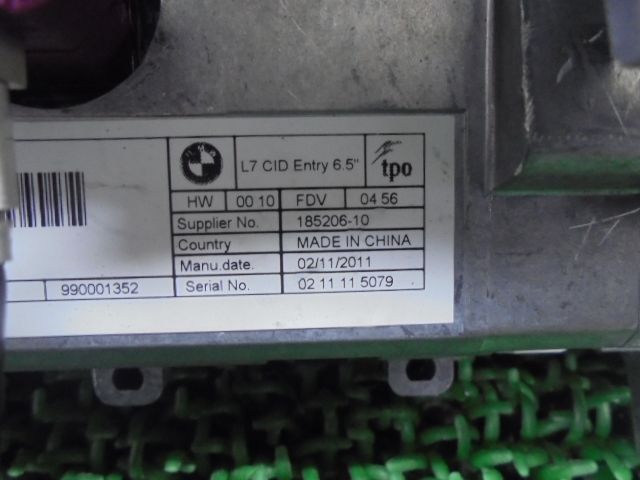 L7 CID Entry 6.5" tpo
HW 00 10 FDV 04 56
Supplier No. 185206-10
Country MADE IN CHINA
Manu.date. 02/11/2011
990001352 Serial No. 02 11 11 5079